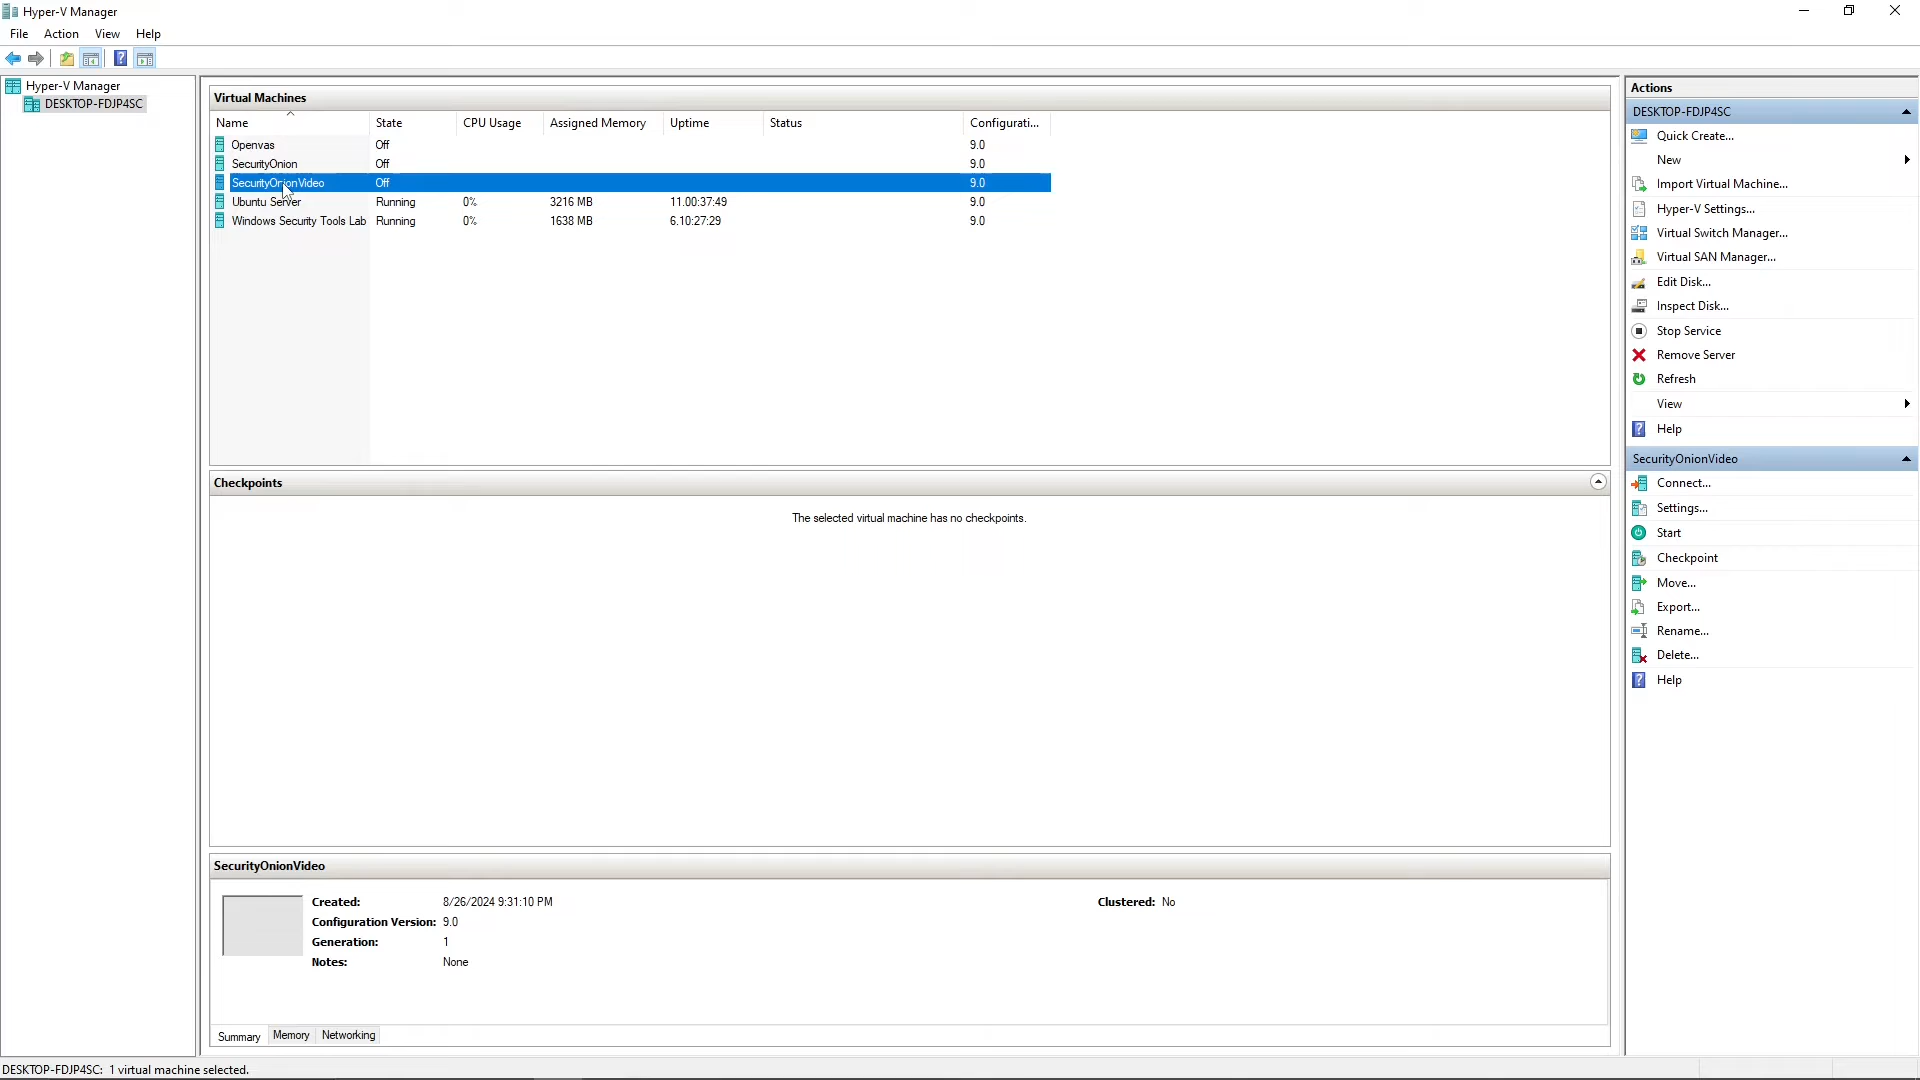 Hyper-V Manager
File Action View Help
Hyper-V Manager
DESKTOP-FDJP4SC
Virtual Machines
Name State CPU Usage Assigned Memory Uptime Status Configurati...
Openvas Off 9.0
SecurityOnion Off 9.0
SecurityOnionVideo Off 9.0
Ubuntu Server Running 0% 3216 MB 11.00:37:49 9.0
Windows Security Tools Lab Running 0% 1638 MB 6.10:27:29 9.0
Checkpoints
The selected virtual machine has no checkpoints.
SecurityOnionVideo
Created: 8/26/2024 9:31:10 PM Clustered: No
Configuration Version: 9.0
Generation: 1
Notes: None
Summary Memory Networking
Actions
DESKTOP-FDJP4SC
Quick Create...
New
Import Virtual Machine...
Hyper-V Settings...
Virtual Switch Manager...
Virtual SAN Manager...
Edit Disk...
Inspect Disk...
Stop Service
Remove Server
Refresh
View
Help
SecurityOnionVideo
Connect...
Settings...
Start
Checkpoint
Move...
Export...
Rename...
Delete...
Help
DESKTOP-FDJP4SC: 1 virtual machine selected.